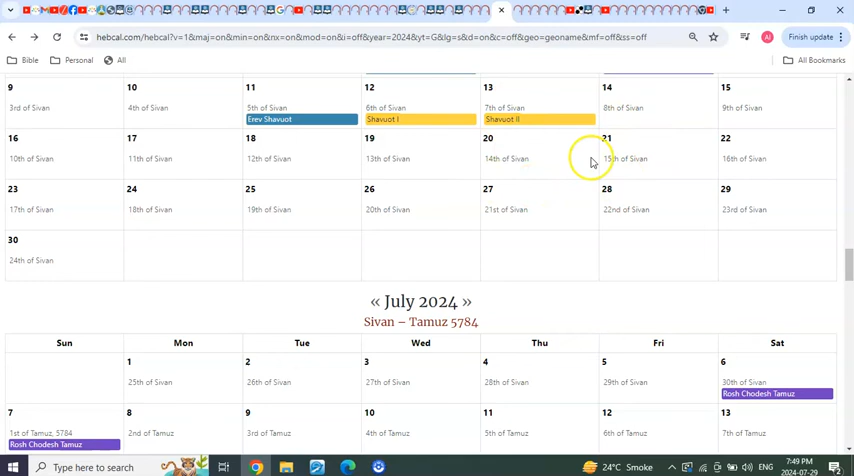 hebcal.com/hebcal?v=1&maj=on&min=on&nx=on&mod=on&i=off&year=2024&yt=G&lg=s&d=on&c=off&geo=geoname&mf=off&ss=off
AI
Finish update
Bible
Personal
All
All Bookmarks
9 10 11 12 13 14 15
3rd of Sivan 4th of Sivan 5th of Sivan 6th of Sivan 7th of Sivan 8th of Sivan 9th of Sivan
Erev Shavuot Shavuot I Shavuot II
16 17 18 19 20 21 22
10th of Sivan 11th of Sivan 12th of Sivan 13th of Sivan 14th of Sivan 15th of Sivan 16th of Sivan
23 24 25 26 27 28 29
17th of Sivan 18th of Sivan 19th of Sivan 20th of Sivan 21st of Sivan 22nd of Sivan 23rd of Sivan
30
24th of Sivan
« July 2024 »
Sivan – Tamuz 5784
Sun Mon Tue Wed Thu Fri Sat
1 2 3 4 5 6
25th of Sivan 26th of Sivan 27th of Sivan 28th of Sivan 29th of Sivan 30th of Sivan
Rosh Chodesh Tamuz
7 8 9 10 11 12 13
1st of Tamuz, 5784 2nd of Tamuz 3rd of Tamuz 4th of Tamuz 5th of Tamuz 6th of Tamuz 7th of Tamuz
Rosh Chodesh Tamuz
Type here to search
24°C Smoke
ENG
7:49 PM
2024-07-29
2